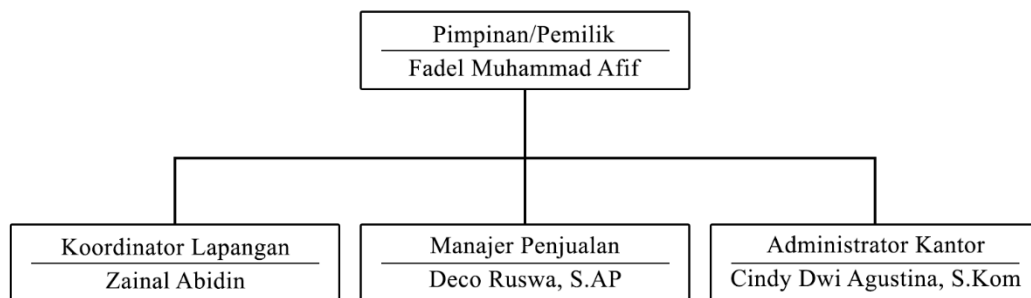 Pimpinan/Pemilik
Fadel Muhammad Afif
Koordinator Lapangan
Zainal Abidin
Manajer Penjualan
Deco Ruswa, S.AP
Administrator Kantor
Cindy Dwi Agustina, S.Kom